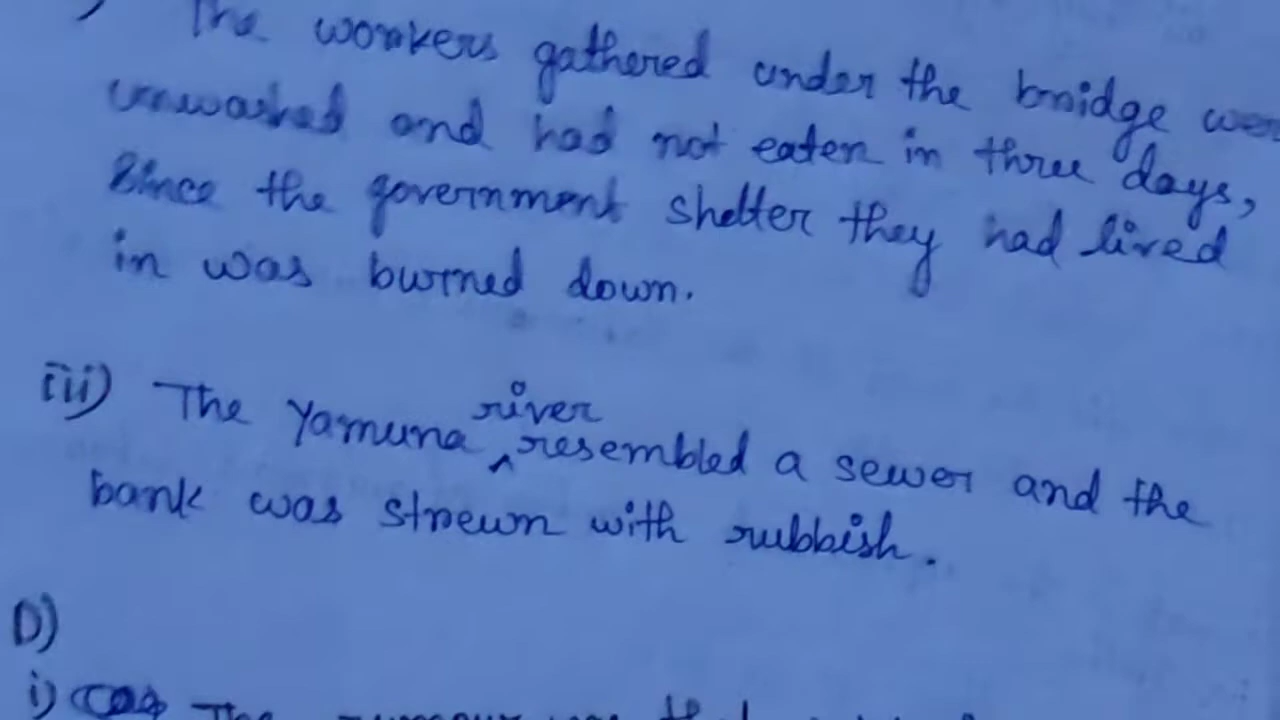 The workers gathered under the bridge wer
unwashed and had not eaten in three days,
Since the government shelter they had lived
in was burned down.
iii) The Yamuna river resembled a sewer and the
bank was strewn with rubbish.
D)
i) The